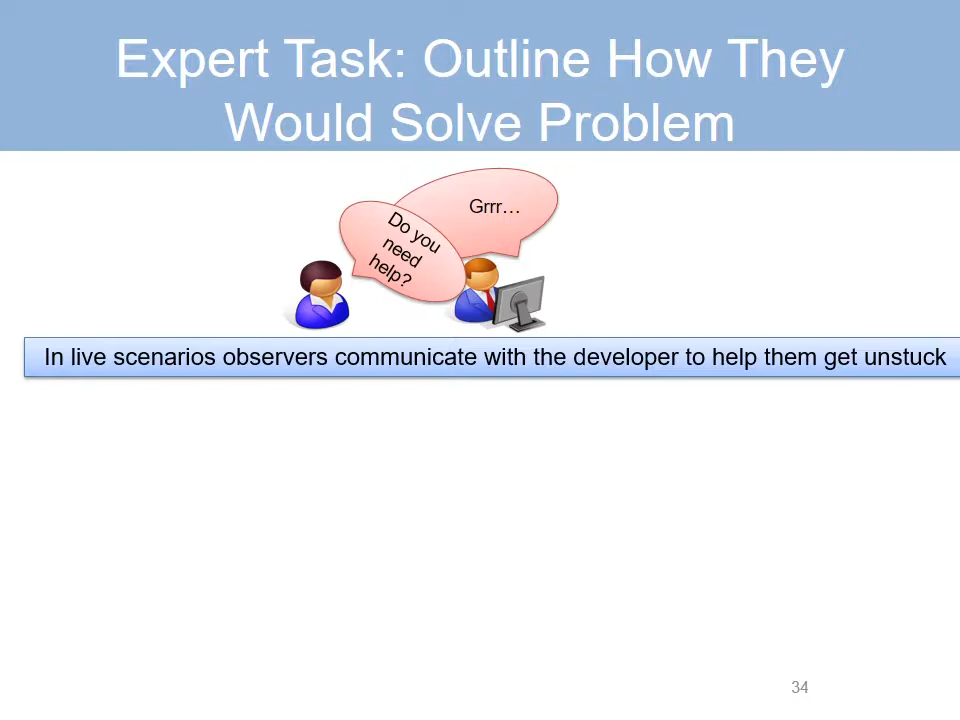 Expert Task: Outline How They
Would Solve Problem
Grrr…
Do you
need
help?
In live scenarios observers communicate with the developer to help them get unstuck
34